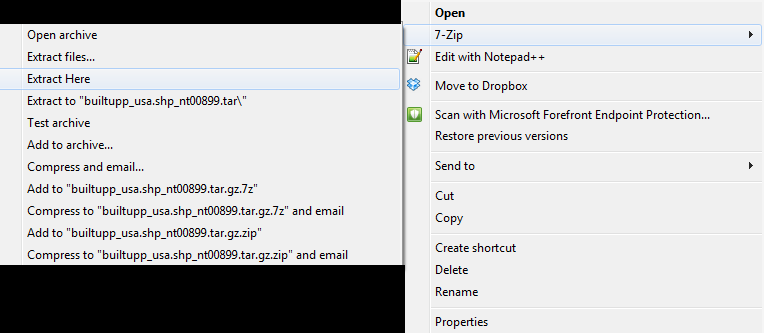 Open
7-Zip
Edit with Notepad++
Move to Dropbox
Scan with Microsoft Forefront Endpoint Protection...
Restore previous versions
Send to
Cut
Copy
Create shortcut
Delete
Rename
Properties
Open archive
Extract files...
Extract Here
Extract to "builtupp_usa.shp_nt00899.tar\"
Test archive
Add to archive...
Compress and email...
Add to "builtupp_usa.shp_nt00899.tar.gz.7z"
Compress to "builtupp_usa.shp_nt00899.tar.gz.7z" and email
Add to "builtupp_usa.shp_nt00899.tar.gz.zip"
Compress to "builtupp_usa.shp_nt00899.tar.gz.zip" and email